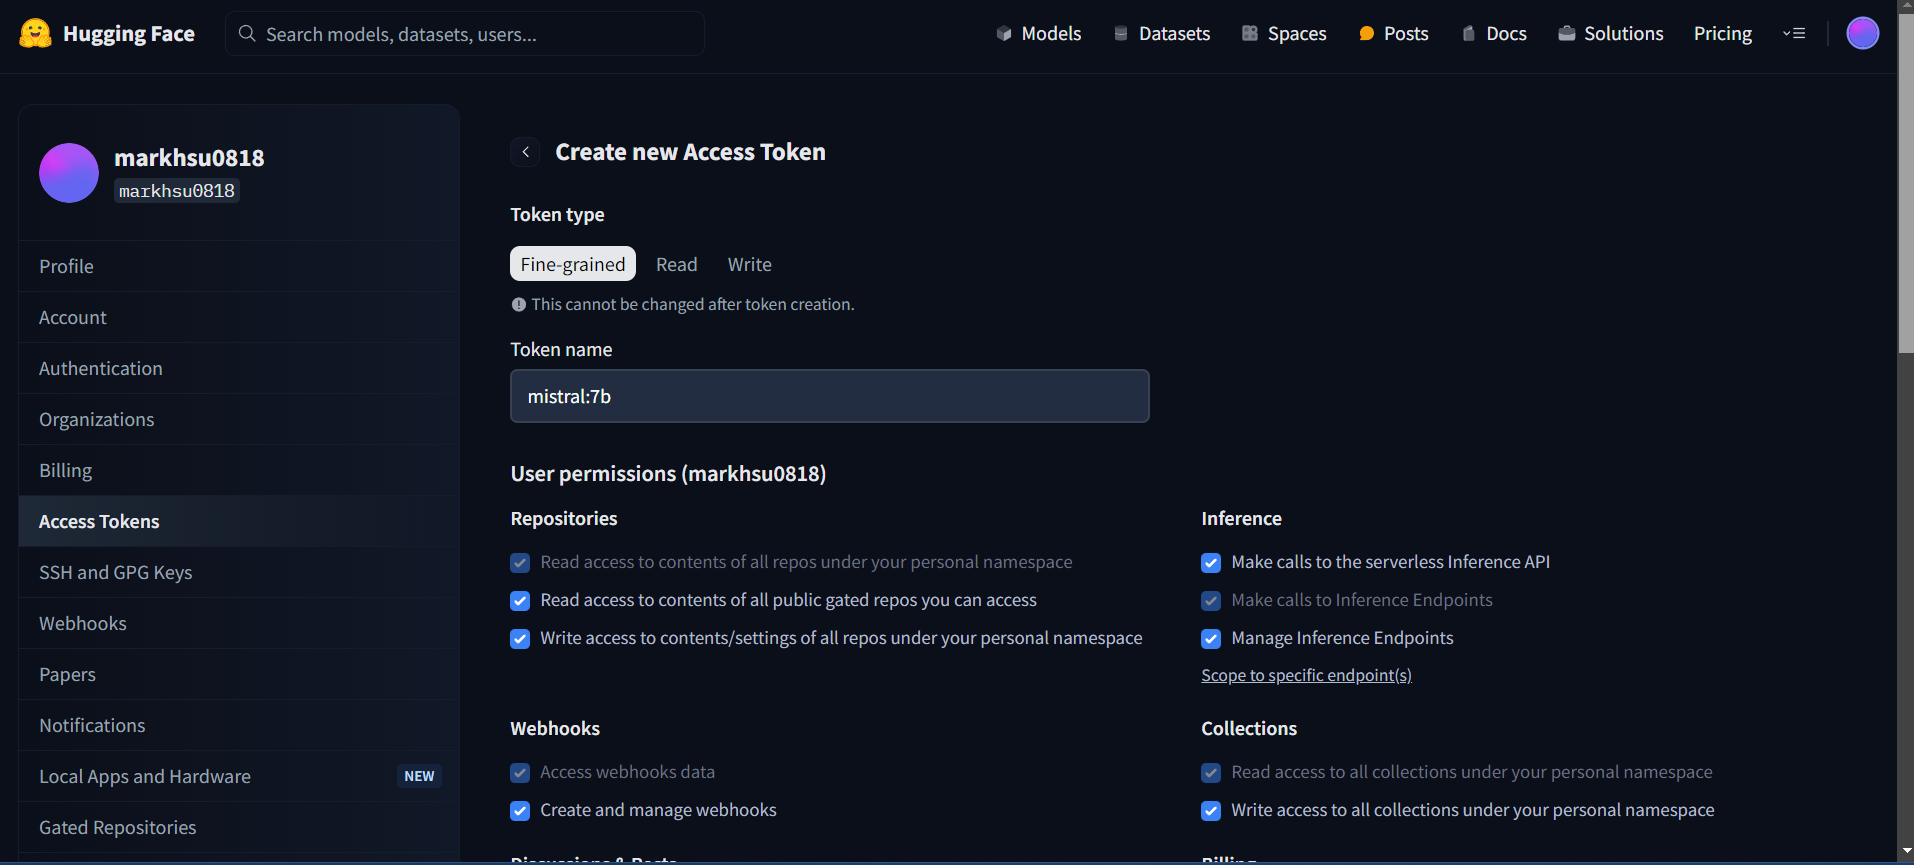 Hugging Face
Search models, datasets, users...
Models
Datasets
Spaces
Posts
Docs
Solutions
Pricing
markhsu0818
markhsu0818
Profile
Account
Authentication
Organizations
Billing
Access Tokens
SSH and GPG Keys
Webhooks
Papers
Notifications
Local Apps and Hardware NEW
Gated Repositories
Create new Access Token
Token type
Fine-grained Read Write
This cannot be changed after token creation.
Token name
mistral:7b
User permissions (markhsu0818)
Repositories
Read access to contents of all repos under your personal namespace
Read access to contents of all public gated repos you can access
Write access to contents/settings of all repos under your personal namespace
Inference
Make calls to the serverless Inference API
Make calls to Inference Endpoints
Manage Inference Endpoints
Scope to specific endpoint(s)
Webhooks
Access webhooks data
Create and manage webhooks
Collections
Read access to all collections under your personal namespace
Write access to all collections under your personal namespace
Discussions & Posts
Billing